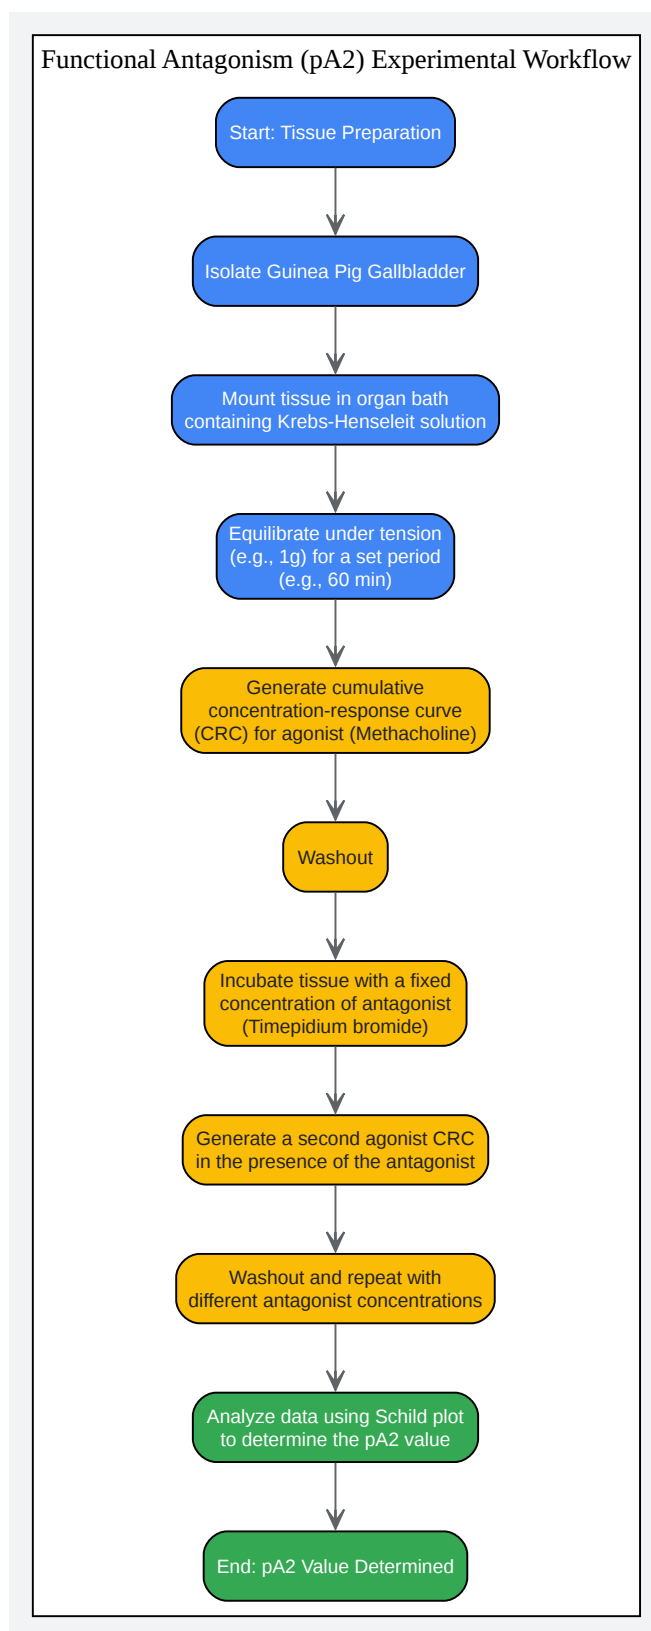 Functional Antagonism (pA2) Experimental Workflow
Start: Tissue Preparation
Isolate Guinea Pig Gallbladder
Mount tissue in organ bath
containing Krebs-Henseleit solution
Equilibrate under tension
(e.g., 1g) for a set period
(e.g., 60 min)
Generate cumulative
concentration-response curve
(CRC) for agonist (Methacholine)
Washout
Incubate tissue with a fixed
concentration of antagonist
(Timepidium bromide)
Generate a second agonist CRC
in the presence of the antagonist
Washout and repeat with
different antagonist concentrations
Analyze data using Schild plot
to determine the pA2 value
End: pA2 Value Determined